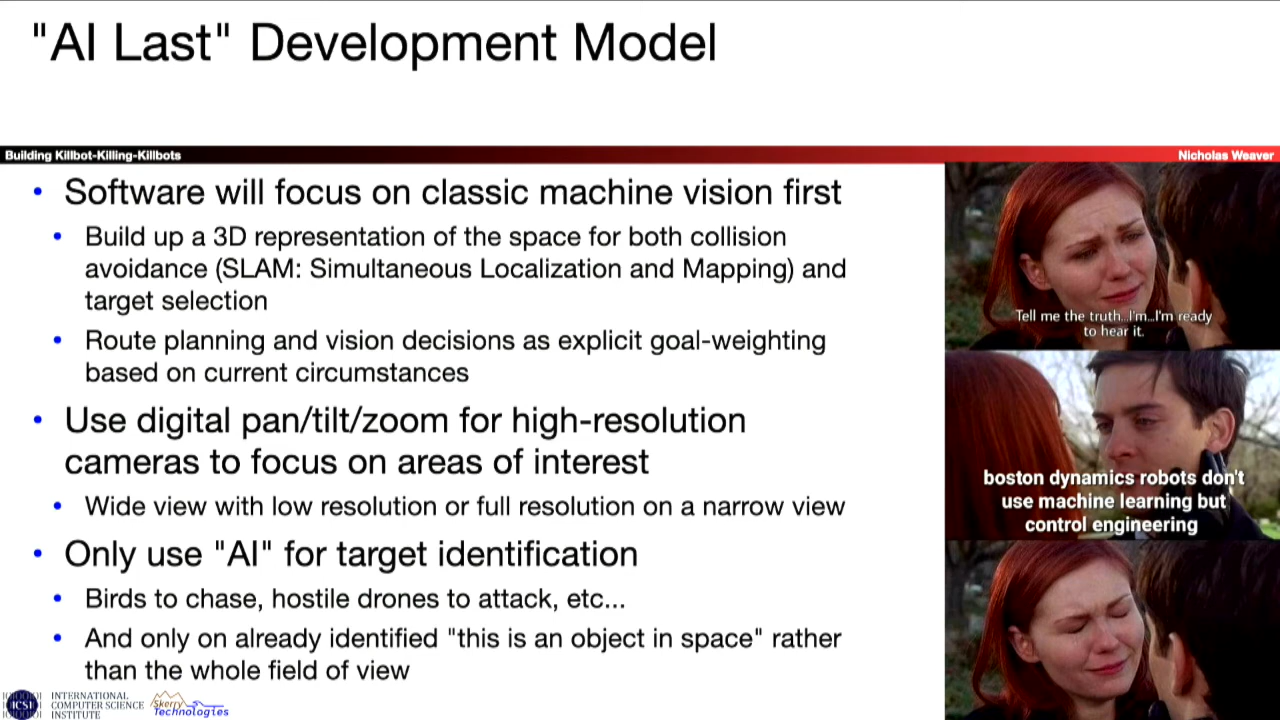 "AI Last" Development Model
Building Killbot-Killing-Killbots
Nicholas Weaver
• Software will focus on classic machine vision first
• Build up a 3D representation of the space for both collision
avoidance (SLAM: Simultaneous Localization and Mapping) and
target selection
• Route planning and vision decisions as explicit goal-weighting
based on current circumstances
• Use digital pan/tilt/zoom for high-resolution
cameras to focus on areas of interest
• Wide view with low resolution or full resolution on a narrow view
• Only use "AI" for target identification
• Birds to chase, hostile drones to attack, etc...
• And only on already identified "this is an object in space" rather
than the whole field of view
Tell me the truth...I'm...I'm ready
to hear it.
boston dynamics robots don't
use machine learning but
control engineering
ICSI
INTERNATIONAL
COMPUTER SCIENCE
INSTITUTE
Skerry
Technologies